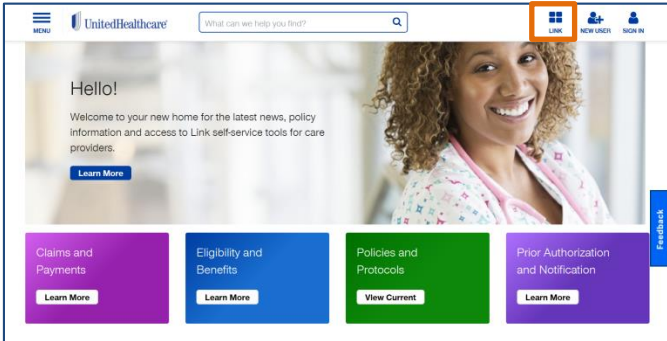 MENU
UnitedHealthcare
What can we help you find?
LINK
NEW USER
SIGN IN
Hello!
Welcome to your new home for the latest news, policy
information and access to Link self-service tools for care
providers.
Learn More
Feedback
Claims and
Payments
Learn More
Eligibility and
Benefits
Learn More
Policies and
Protocols
View Current
Prior Authorization
and Notification
Learn More